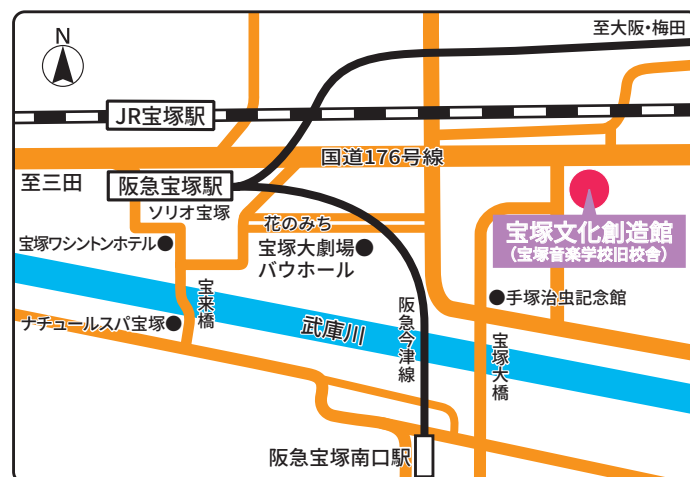 N
至大阪・梅田
JR宝塚駅
国道176号線
至三田
阪急宝塚駅
ソリオ宝塚
花のみち
宝塚文化創造館
（宝塚音楽学校旧校舎）
宝塚ワシントンホテル
宝塚大劇場
バウホール
宝来橋
手塚治虫記念館
阪急今津線
ナチュールスパ宝塚
武庫川
宝塚大橋
阪急宝塚南口駅